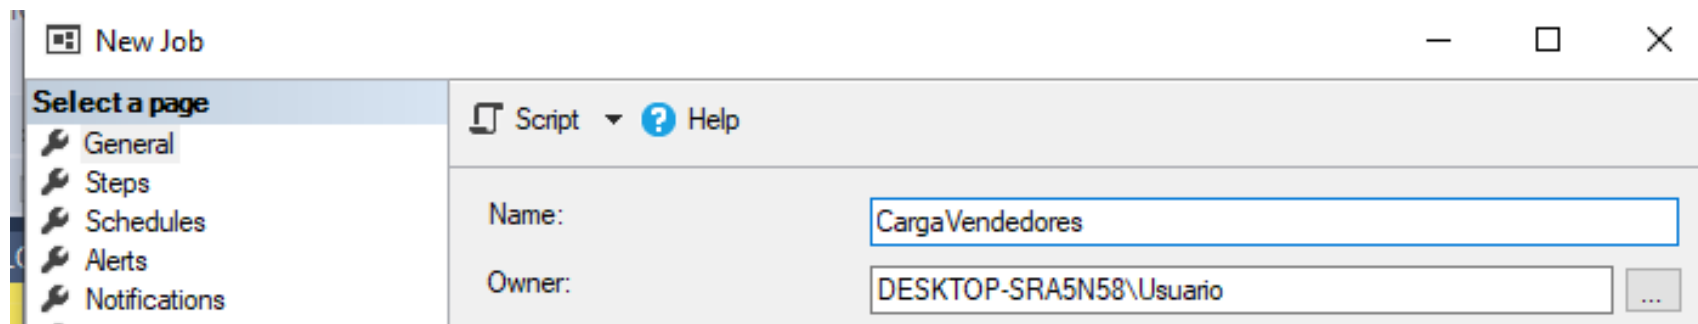 New Job
Select a page
General
Steps
Schedules
Alerts
Notifications
Script
Help
Name:
CargaVendedores
Owner:
DESKTOP-SRA5N58\Usuario
...